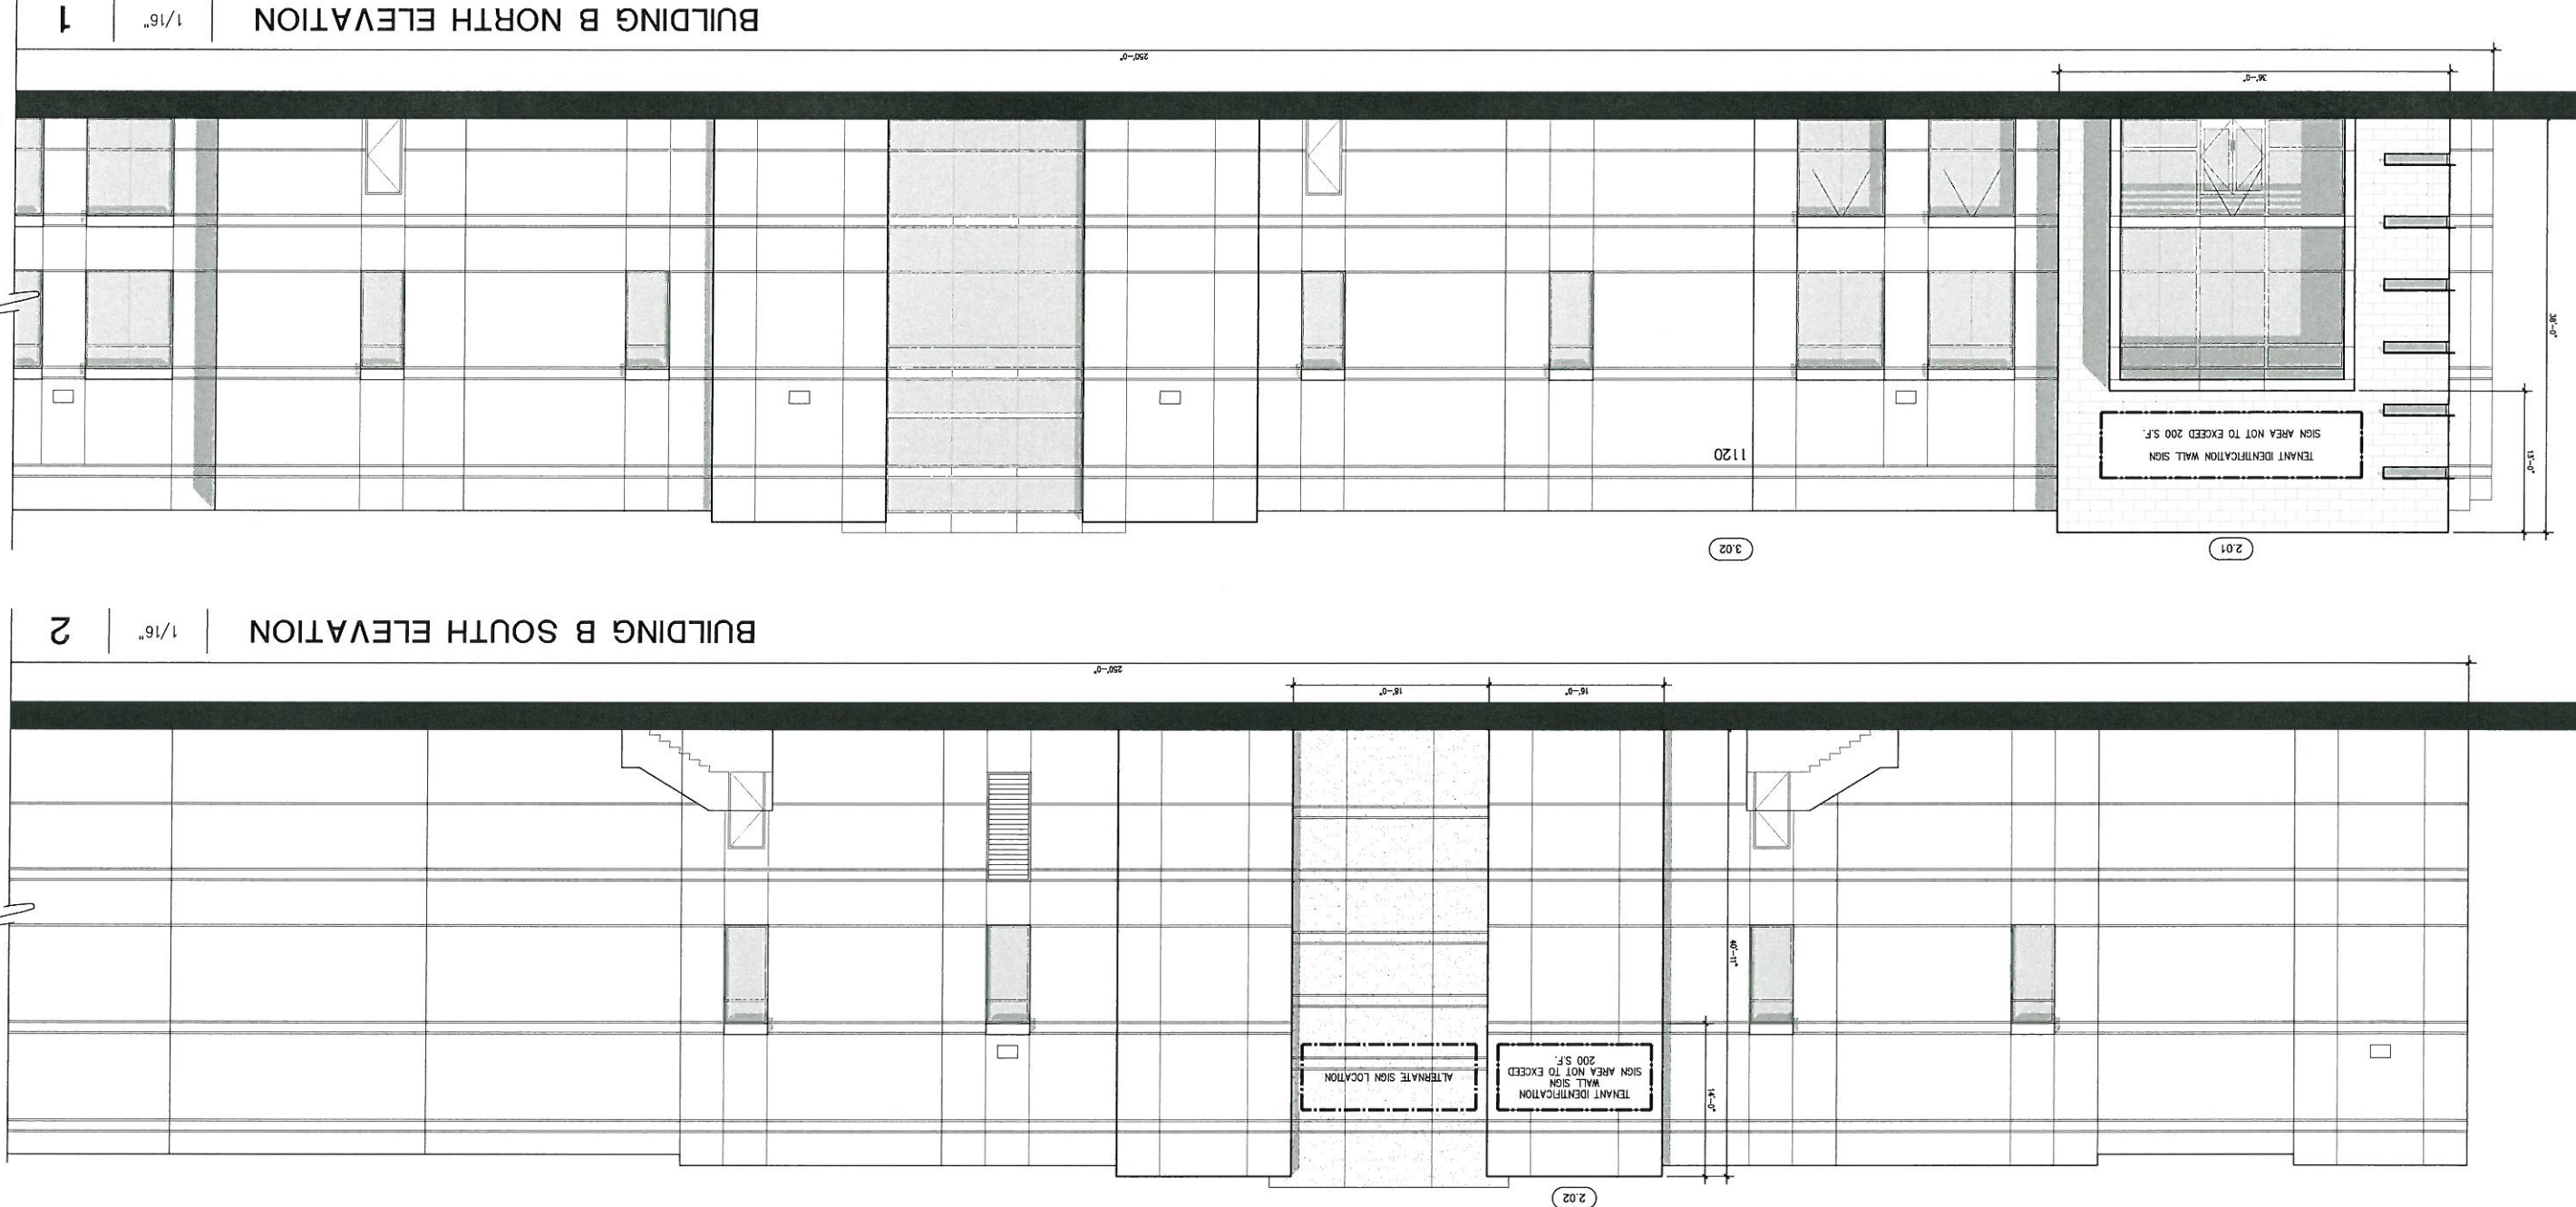 2.02
14'-0"
TENANT IDENTIFICATION
WALL SIGN
SIGN AREA NOT TO EXCEED
200 S.F.
ALTERNATE SIGN LOCATION
40'-11"
16'-0"
18'-0"
250'-0"
BUILDING B SOUTH ELEVATION
1/16"
2
2.01
3.02
13'-0"
TENANT IDENTIFICATION WALL SIGN
SIGN AREA NOT TO EXCEED 200 S.F.
1120
38'-0"
36'-0"
250'-0"
BUILDING B NORTH ELEVATION
1/16"
1